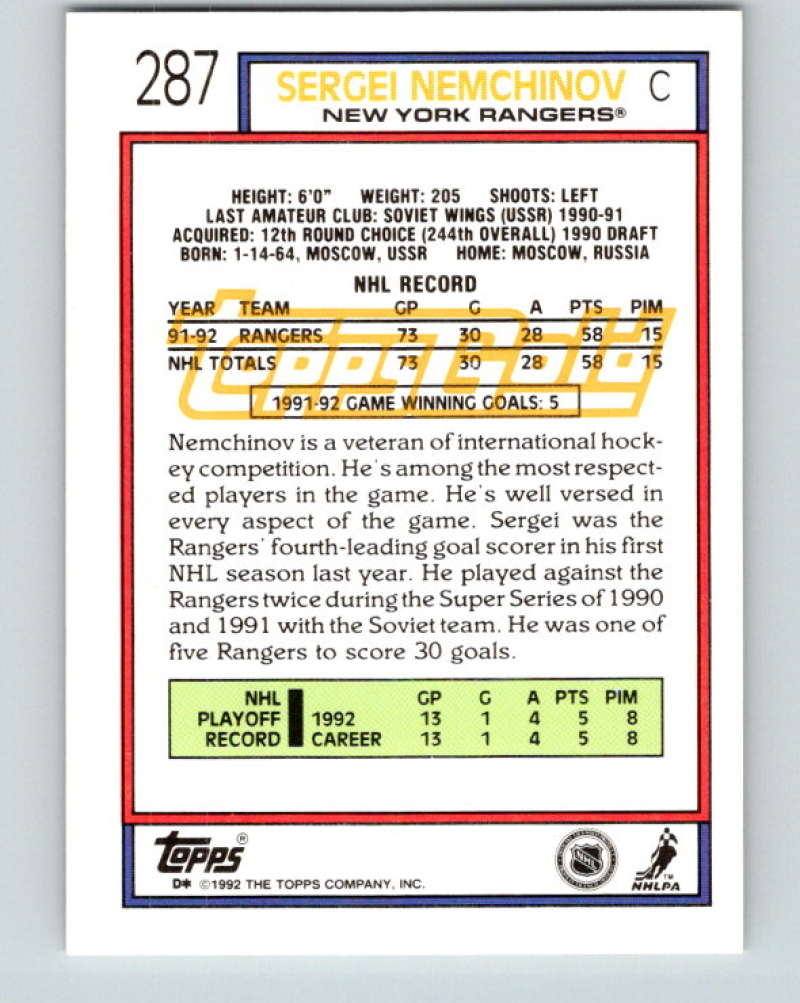 287
SERGEI NEMCHINOV C
NEW YORK RANGERS®
HEIGHT: 6'0" WEIGHT: 205 SHOOTS: LEFT
LAST AMATEUR CLUB: SOVIET WINGS (USSR) 1990-91
ACQUIRED: 12th ROUND CHOICE (244th OVERALL) 1990 DRAFT
BORN: 1-14-64, MOSCOW, USSR HOME: MOSCOW, RUSSIA
NHL RECORD
YEAR TEAM GP G A PTS PIM
91-92 RANGERS 73 30 28 58 15
NHL TOTALS 73 30 28 58 15
ToppsGold
1991-92 GAME WINNING GOALS: 5
Nemchinov is a veteran of international hock-
ey competition. He's among the most respect-
ed players in the game. He's well versed in
every aspect of the game. Sergei was the
Rangers' fourth-leading goal scorer in his first
NHL season last year. He played against the
Rangers twice during the Super Series of 1990
and 1991 with the Soviet team. He was one of
five Rangers to score 30 goals.
NHL GP G A PTS PIM
PLAYOFF 1992 13 1 4 5 8
RECORD CAREER 13 1 4 5 8
TOPPS®
D* ©1992 THE TOPPS COMPANY, INC.
NHL
TM
NHLPA